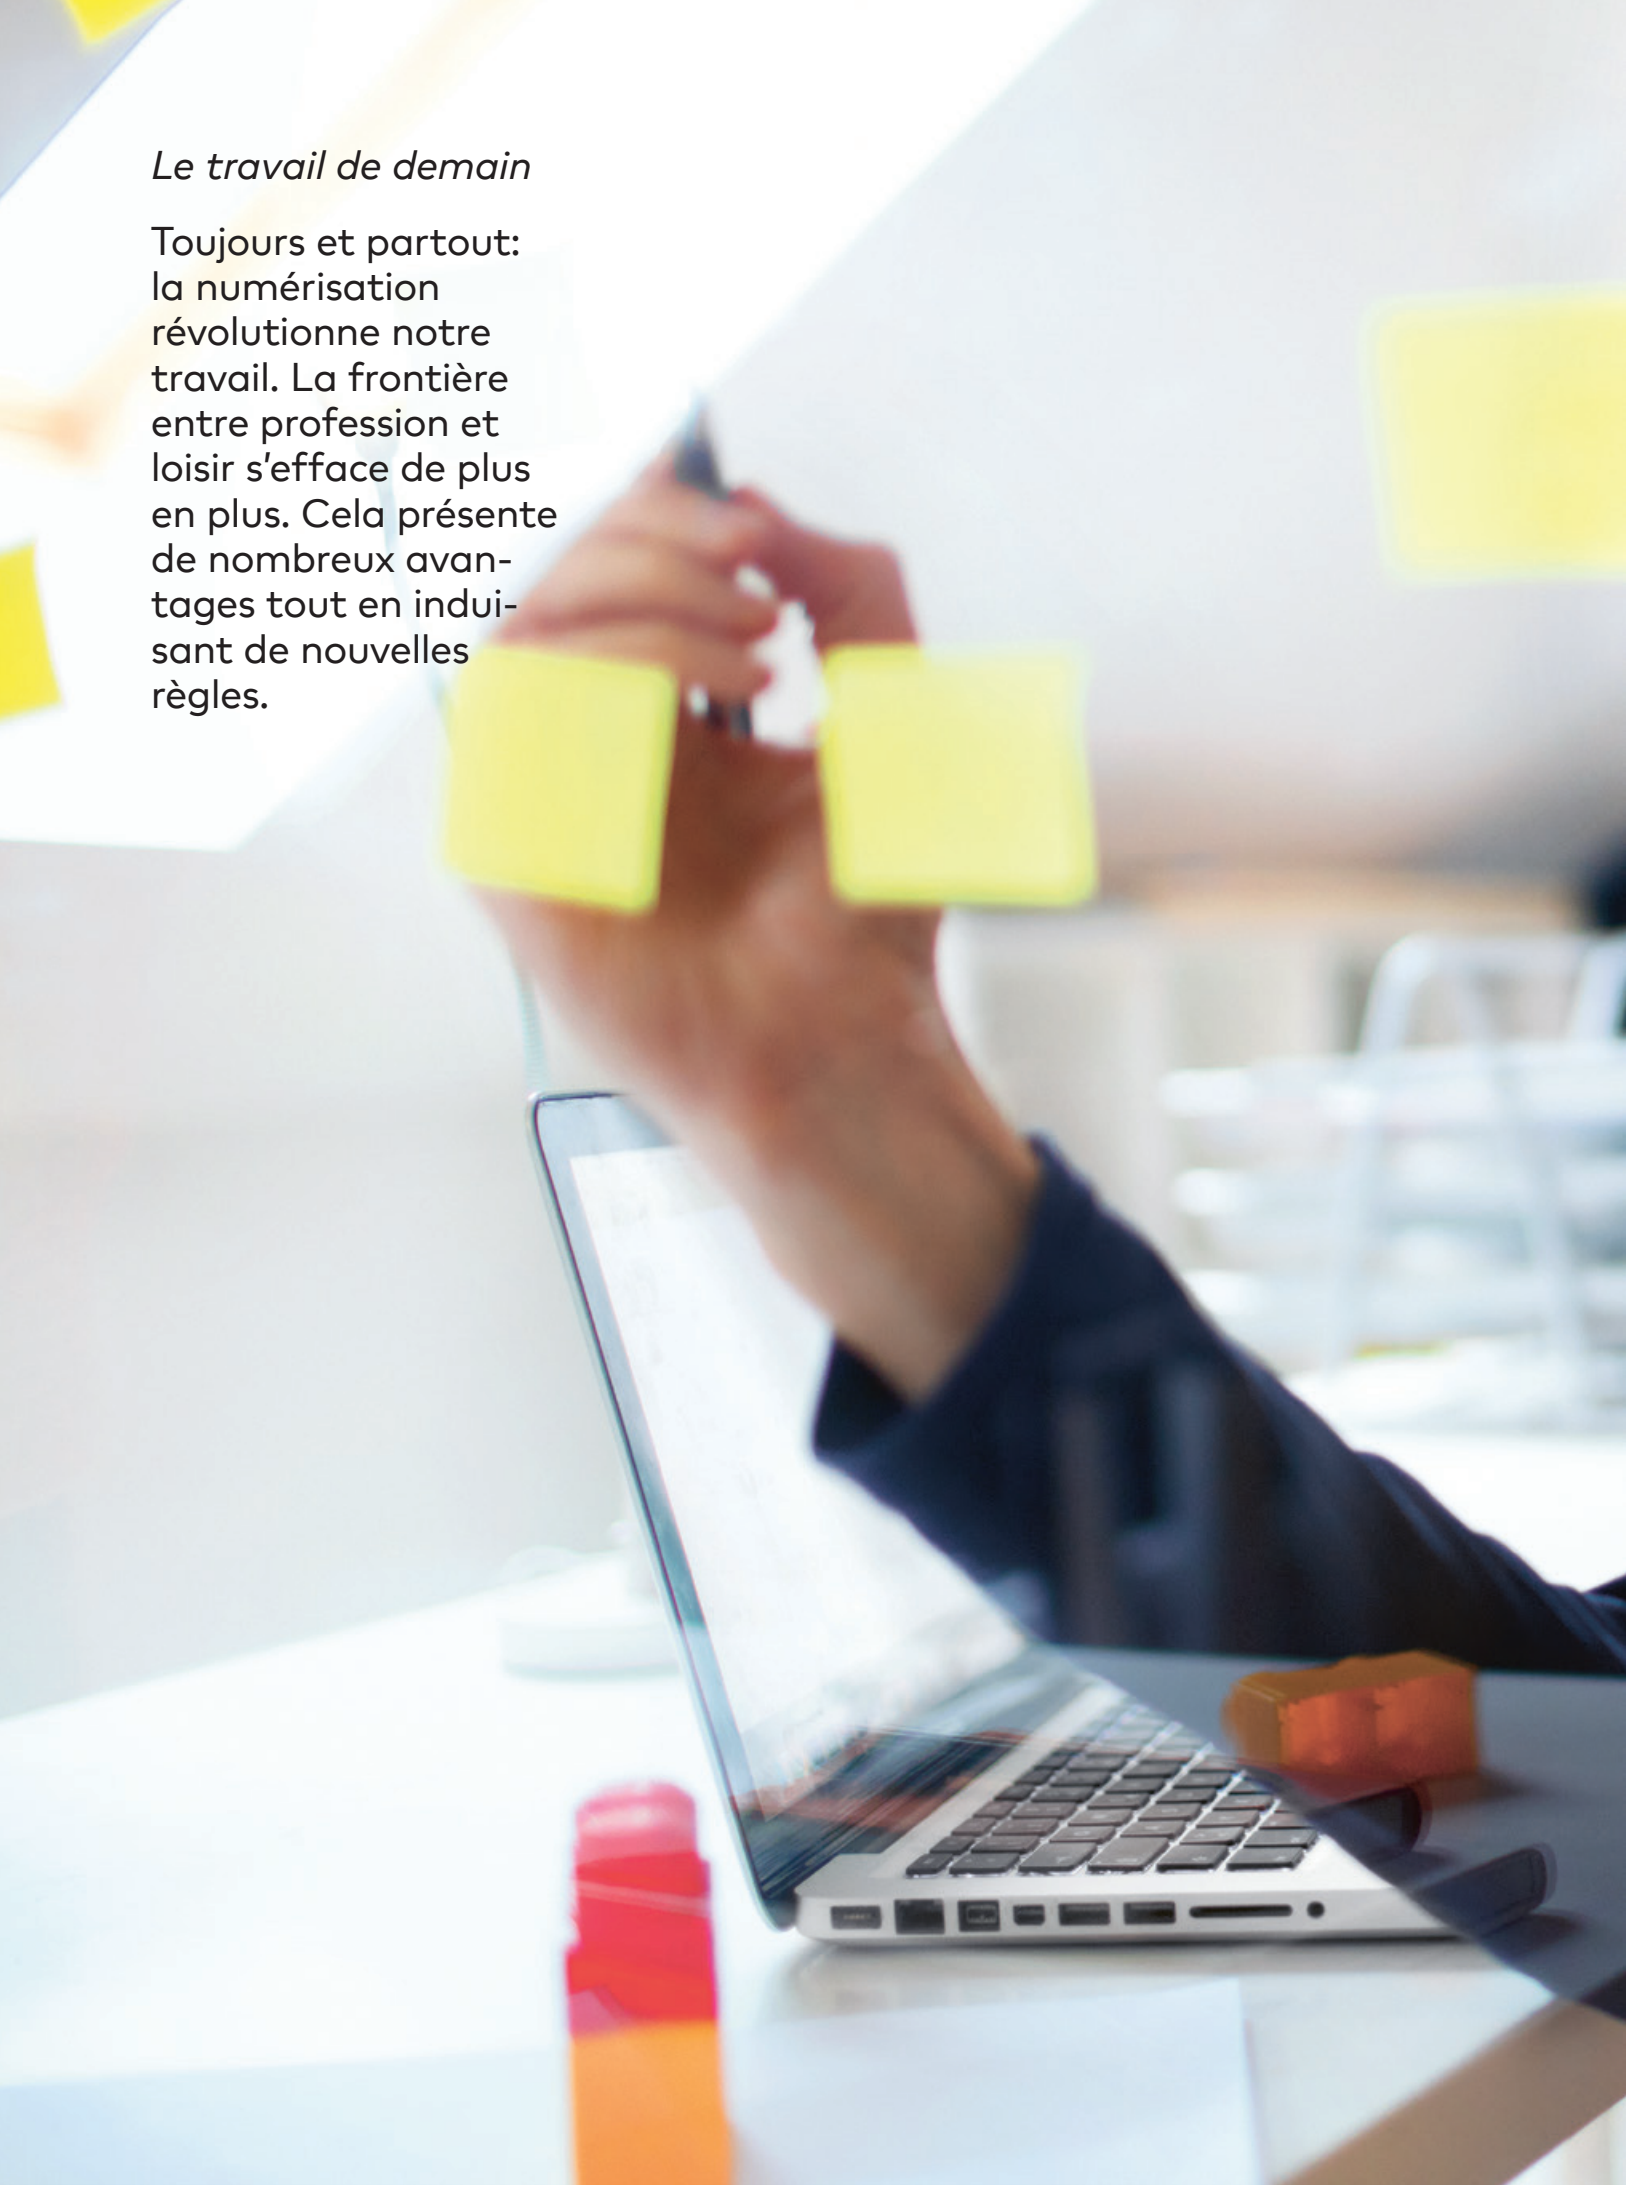 Le travail de demain
Toujours et partout:
la numérisation
révolutionne notre
travail. La frontière
entre profession et
loisir s'efface de plus
en plus. Cela présente
de nombreux avan-
tages tout en indui-
sant de nouvelles
règles.